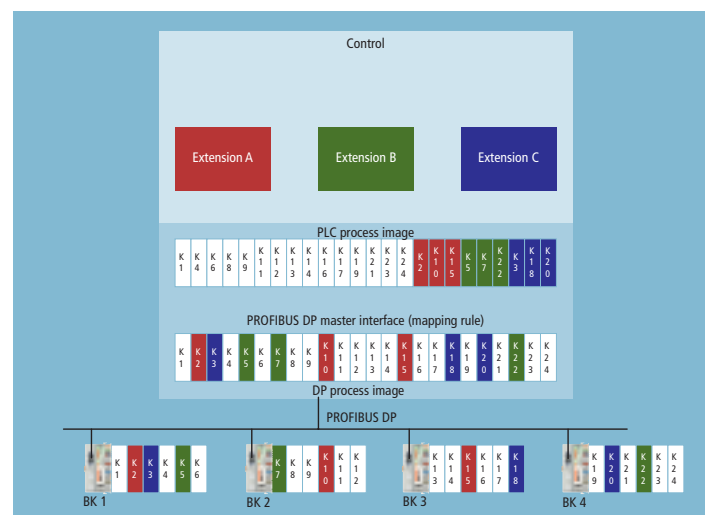 Control
Extension A
Extension B
Extension C
PLC process image
K1 K4 K6 K8 K9 K11 K12 K13 K14 K16 K17 K19 K21 K23 K24 K2 K10 K15 K5 K7 K22 K3 K18 K20
PROFIBUS DP master interface (mapping rule)
K1 K2 K3 K4 K5 K6 K7 K8 K9 K10 K11 K12 K13 K14 K15 K16 K17 K18 K19 K20 K21 K22 K23 K24
DP process image
PROFIBUS DP
K1 K2 K3 K4 K5 K6
BK 1
K7 K8 K9 K10 K11 K12
BK 2
K13 K14 K15 K16 K17 K18
BK 3
K19 K20 K21 K22 K23 K24
BK 4